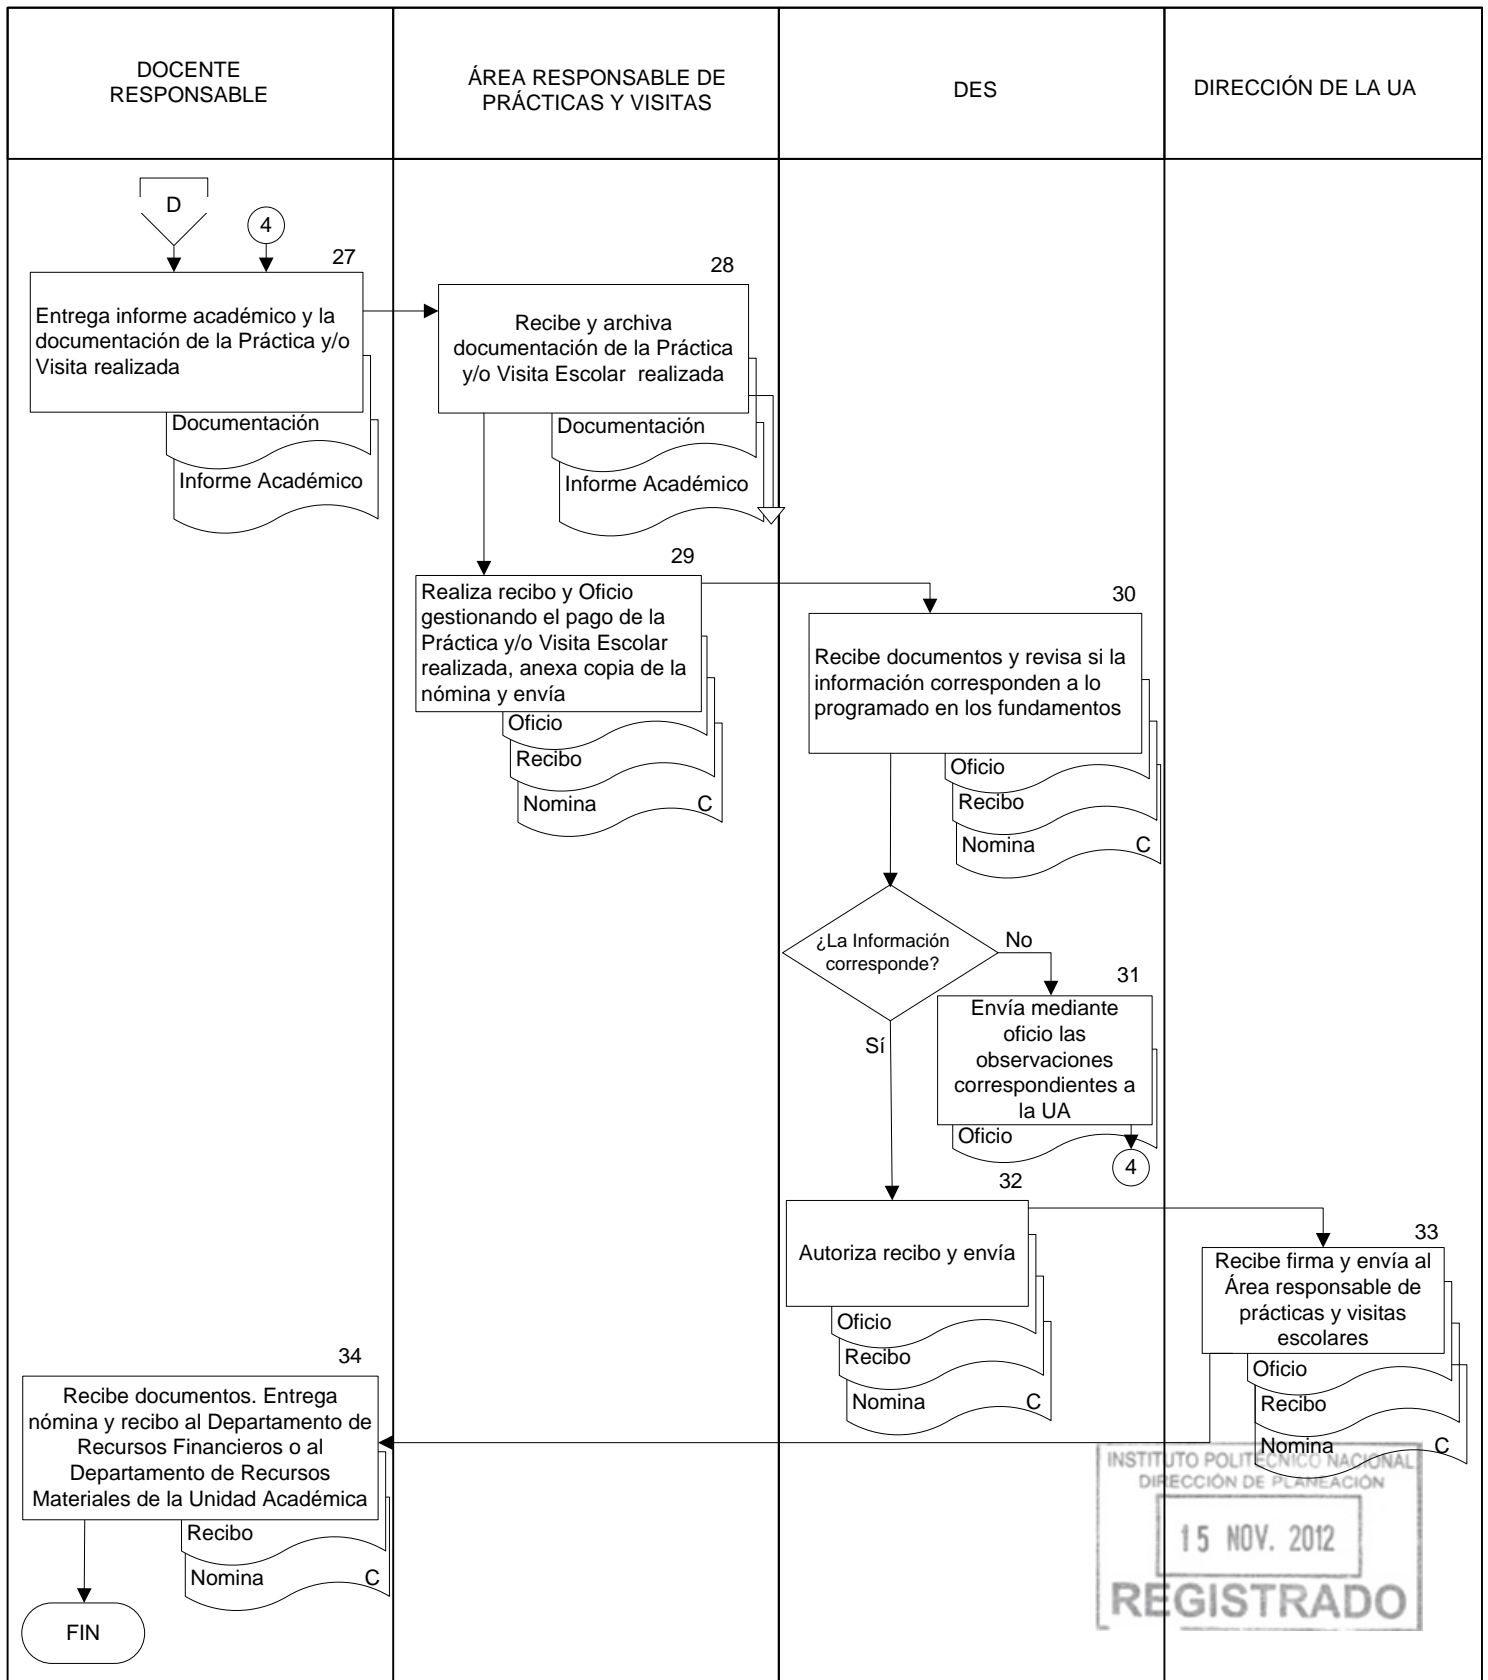 DOCENTE
RESPONSABLE
ÁREA RESPONSABLE DE
PRÁCTICAS Y VISITAS
DES
DIRECCIÓN DE LA UA
D
4
27
Entrega informe académico y la
documentación de la Práctica y/o
Visita realizada
Documentación
Informe Académico
28
Recibe y archiva
documentación de la Práctica
y/o Visita Escolar realizada
Documentación
Informe Académico
29
Realiza recibo y Oficio
gestionando el pago de la
Práctica y/o Visita Escolar
realizada, anexa copia de la
nómina y envía
Oficio
Recibo
Nomina C
30
Recibe documentos y revisa si la
información corresponden a lo
programado en los fundamentos
Oficio
Recibo
Nomina C
¿La Información
corresponde?
No
Sí
31
Envía mediante
oficio las
observaciones
correspondientes a
la UA
Oficio
4
32
Autoriza recibo y envía
Oficio
Recibo
Nomina C
33
Recibe firma y envía al
Área responsable de
prácticas y visitas
escolares
Oficio
Recibo
Nomina C
34
Recibe documentos. Entrega
nómina y recibo al Departamento de
Recursos Financieros o al
Departamento de Recursos
Materiales de la Unidad Académica
Recibo
Nomina C
FIN
INSTITUTO POLITECNICO NACIONAL
DIRECCIÓN DE PLANEACIÓN
15 NOV. 2012
REGISTRADO